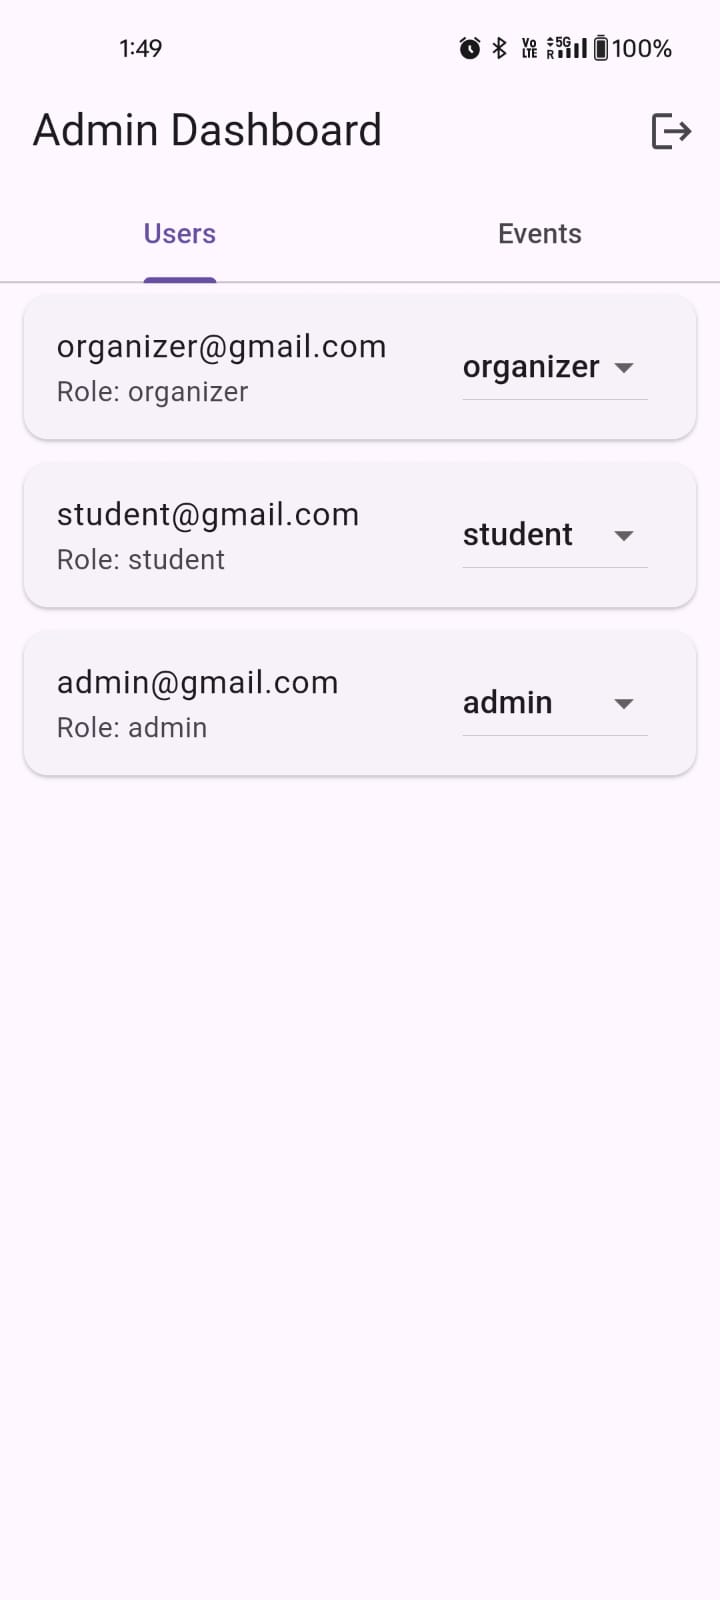 1:49 Vo LTE 5G R 100%
Admin Dashboard
Users Events
organizer@gmail.com
Role: organizer
organizer
student@gmail.com
Role: student
student
admin@gmail.com
Role: admin
admin